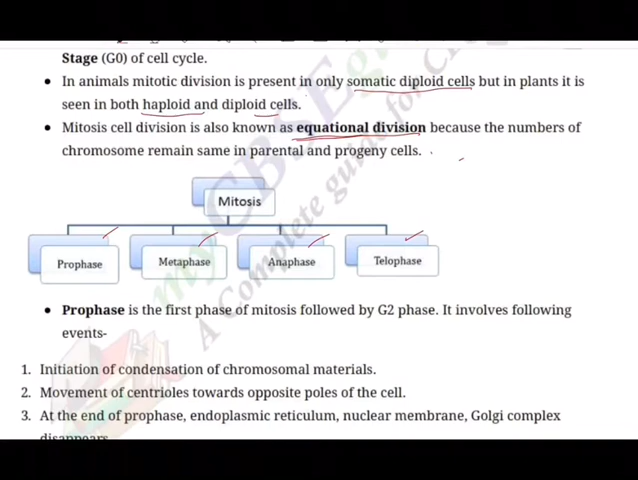 Stage (G0) of cell cycle.
• In animals mitotic division is present in only somatic diploid cells but in plants it is
seen in both haploid and diploid cells.
• Mitosis cell division is also known as equational division because the numbers of
chromosome remain same in parental and progeny cells.
Mitosis
Prophase Metaphase Anaphase Telophase
• Prophase is the first phase of mitosis followed by G2 phase. It involves following
events-
1. Initiation of condensation of chromosomal materials.
2. Movement of centrioles towards opposite poles of the cell.
3. At the end of prophase, endoplasmic reticulum, nuclear membrane, Golgi complex
disappears